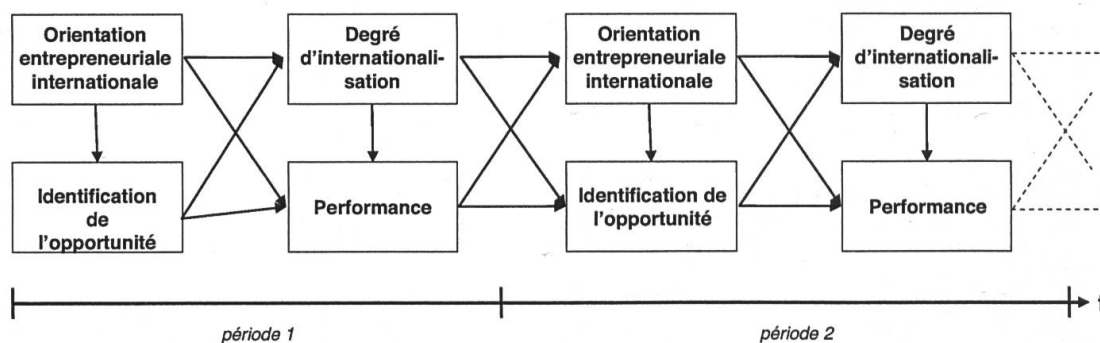 Orientation
entrepreneuriale
internationale
Degré
d'internationali-
sation
Orientation
entrepreneuriale
internationale
Degré
d'internationali-
sation
Identification
de
l'opportunité
Performance
Identification de
l'opportunité
Performance
t
période 1
période 2